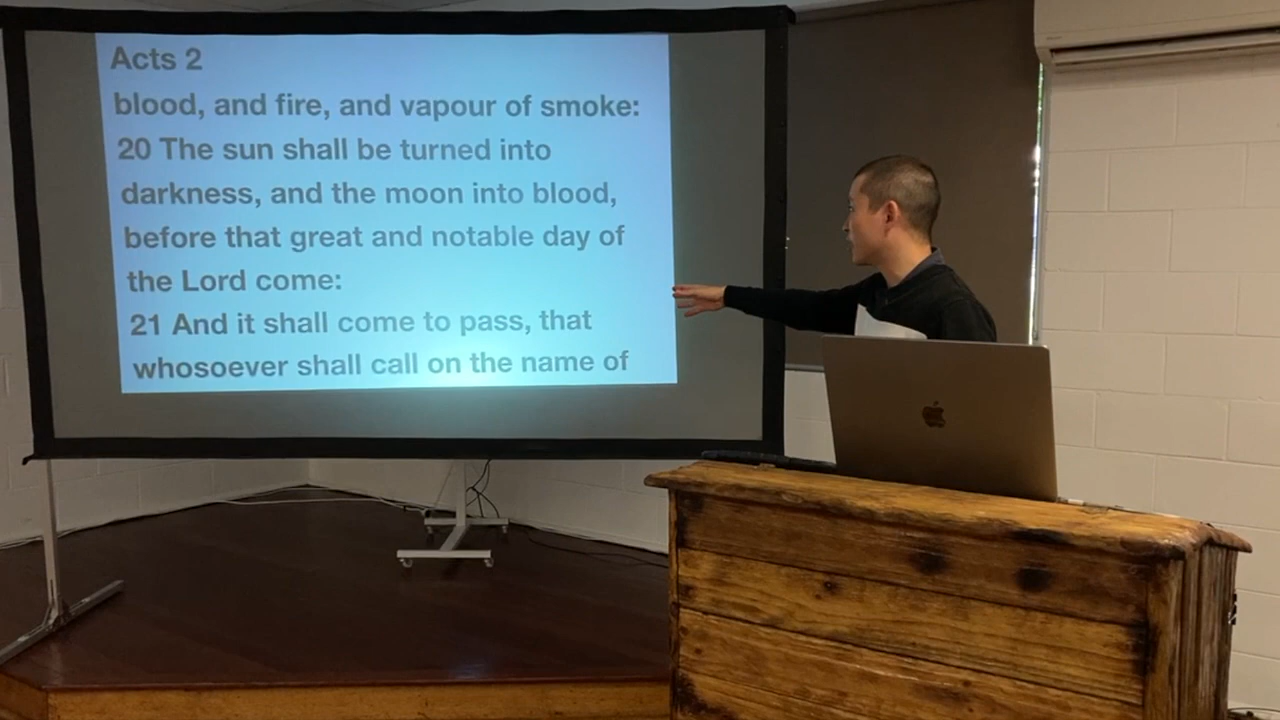 Acts 2
blood, and fire, and vapour of smoke:
20 The sun shall be turned into
darkness, and the moon into blood,
before that great and notable day of
the Lord come:
21 And it shall come to pass, that
whosoever shall call on the name of